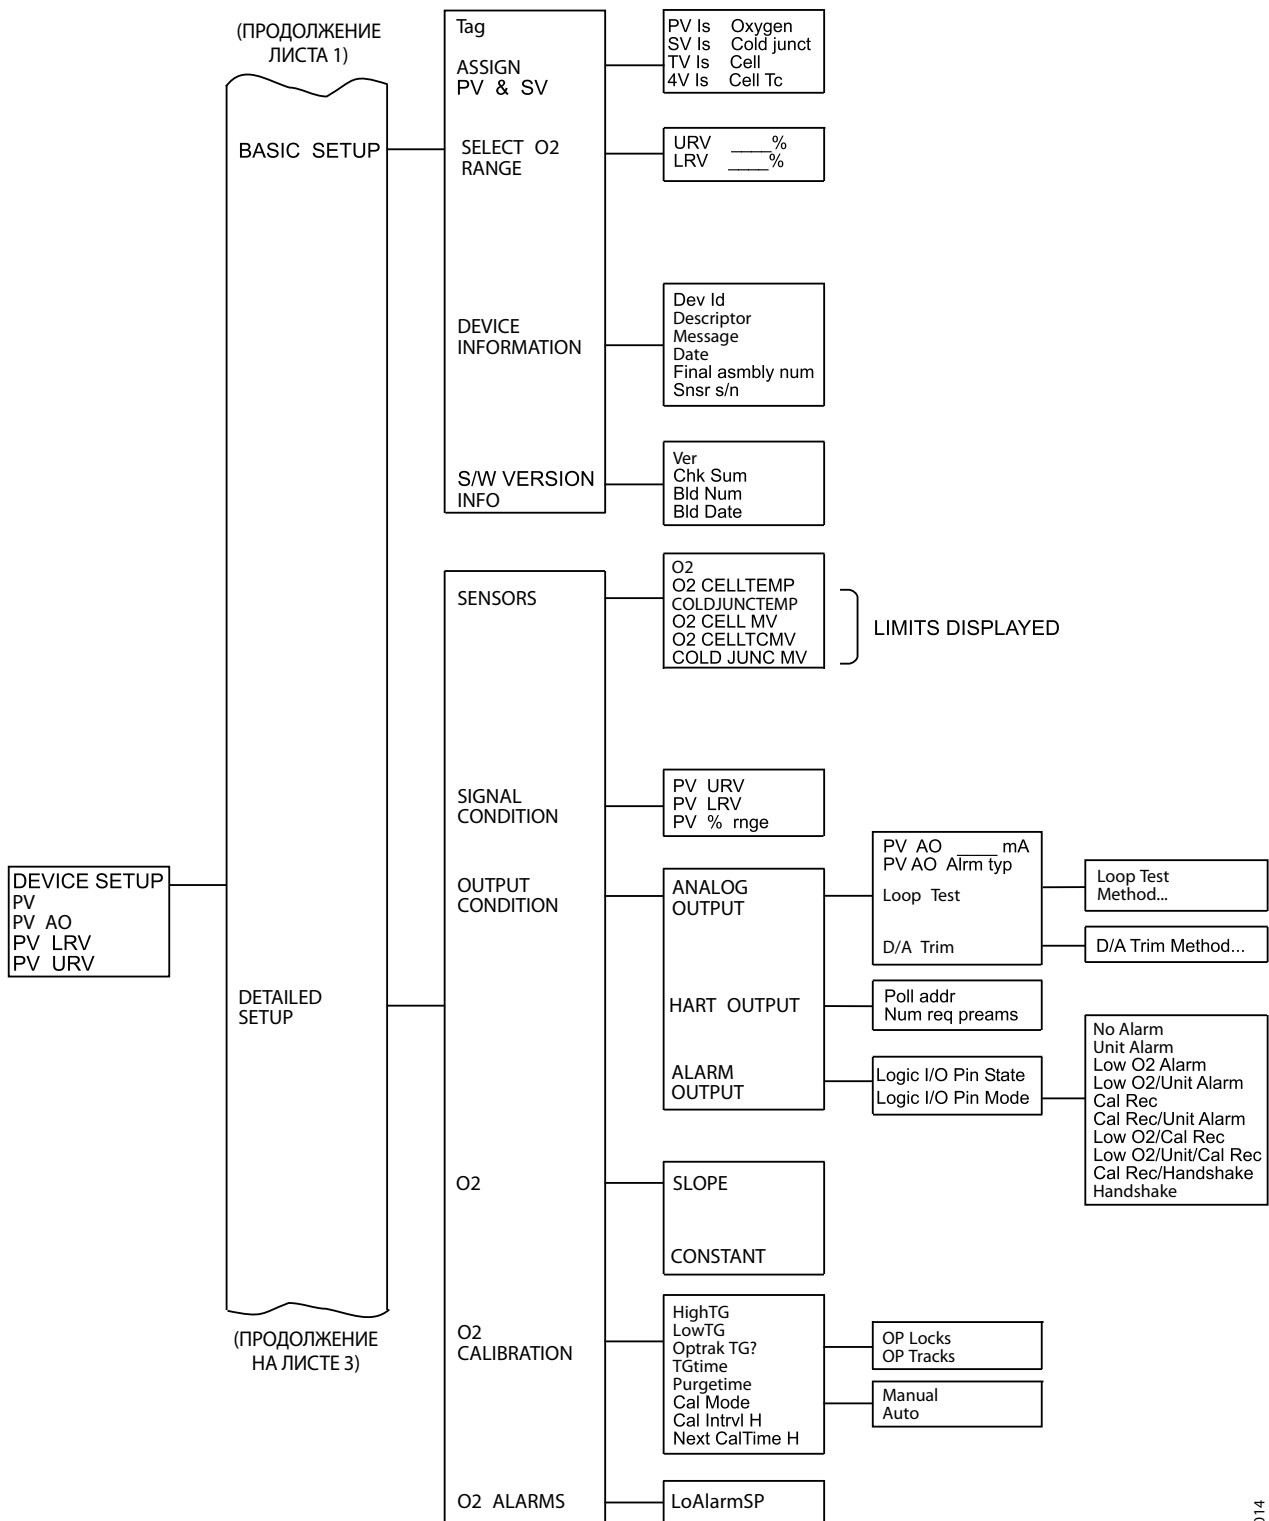 (ПРОДОЛЖЕНИЕ
ЛИСТА 1)
BASIC SETUP
Tag
ASSIGN
PV & SV
PV Is Oxygen
SV Is Cold junct
TV Is Cell
4V Is Cell Tc
SELECT O2
RANGE
URV ____%
LRV ____%
DEVICE
INFORMATION
Dev Id
Descriptor
Message
Date
Final asmbly num
Snsr s/n
S/W VERSION
INFO
Ver
Chk Sum
Bld Num
Bld Date
DEVICE SETUP
PV
PV AO
PV LRV
PV URV
DETAILED
SETUP
SENSORS
O2
O2 CELLTEMP
COLDJUNCTEMP
O2 CELL MV
O2 CELLTCMV
COLD JUNC MV
LIMITS DISPLAYED
SIGNAL
CONDITION
PV URV
PV LRV
PV % rnge
OUTPUT
CONDITION
ANALOG
OUTPUT
PV AO ____ mA
PV AO Alrm typ
Loop Test
D/A Trim
Loop Test
Method...
D/A Trim Method...
HART OUTPUT
Poll addr
Num req preams
ALARM
OUTPUT
Logic I/O Pin State
Logic I/O Pin Mode
No Alarm
Unit Alarm
Low O2 Alarm
Low O2/Unit Alarm
Cal Rec
Cal Rec/Unit Alarm
Low O2/Cal Rec
Low O2/Unit/Cal Rec
Cal Rec/Handshake
Handshake
O2
SLOPE
CONSTANT
O2
CALIBRATION
HighTG
LowTG
Optrak TG?
TGtime
Purgetime
Cal Mode
Cal Intrvl H
Next CalTime H
OP Locks
OP Tracks
Manual
Auto
O2 ALARMS
LoAlarmSP
(ПРОДОЛЖЕНИЕ
НА ЛИСТЕ 3)